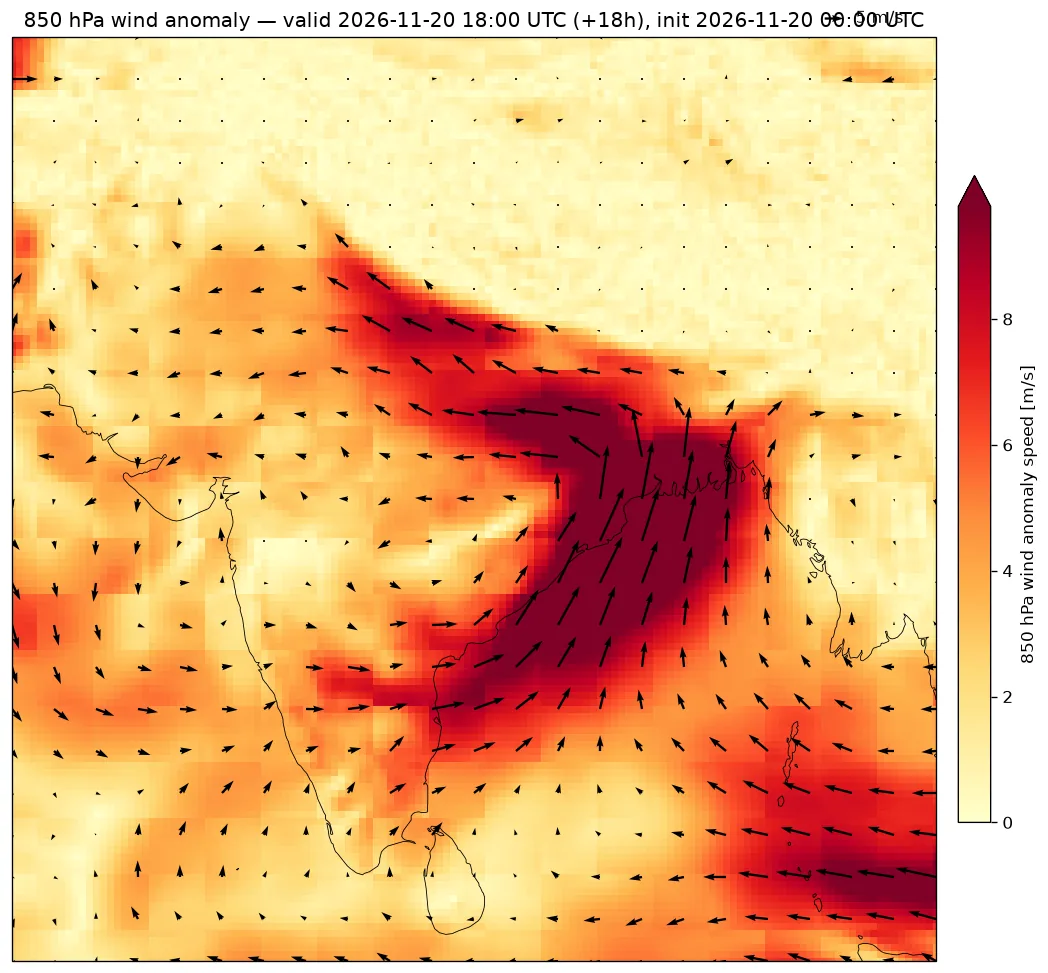 850 hPa wind anomaly — valid 2026-11-20 18:00 UTC (+18h), init 2026-11-20 00:00 UTC
5 m/s
8
6
4
2
0
850 hPa wind anomaly speed [m/s]